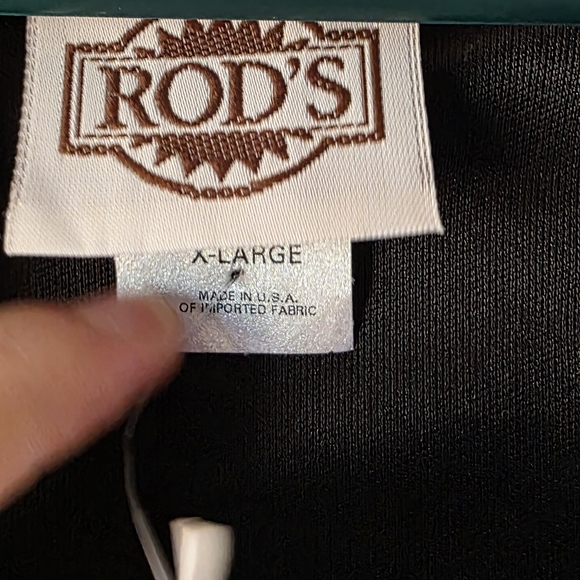 ROD'S
X-LARGE
MADE IN U.S.A.
OF IMPORTED FABRIC